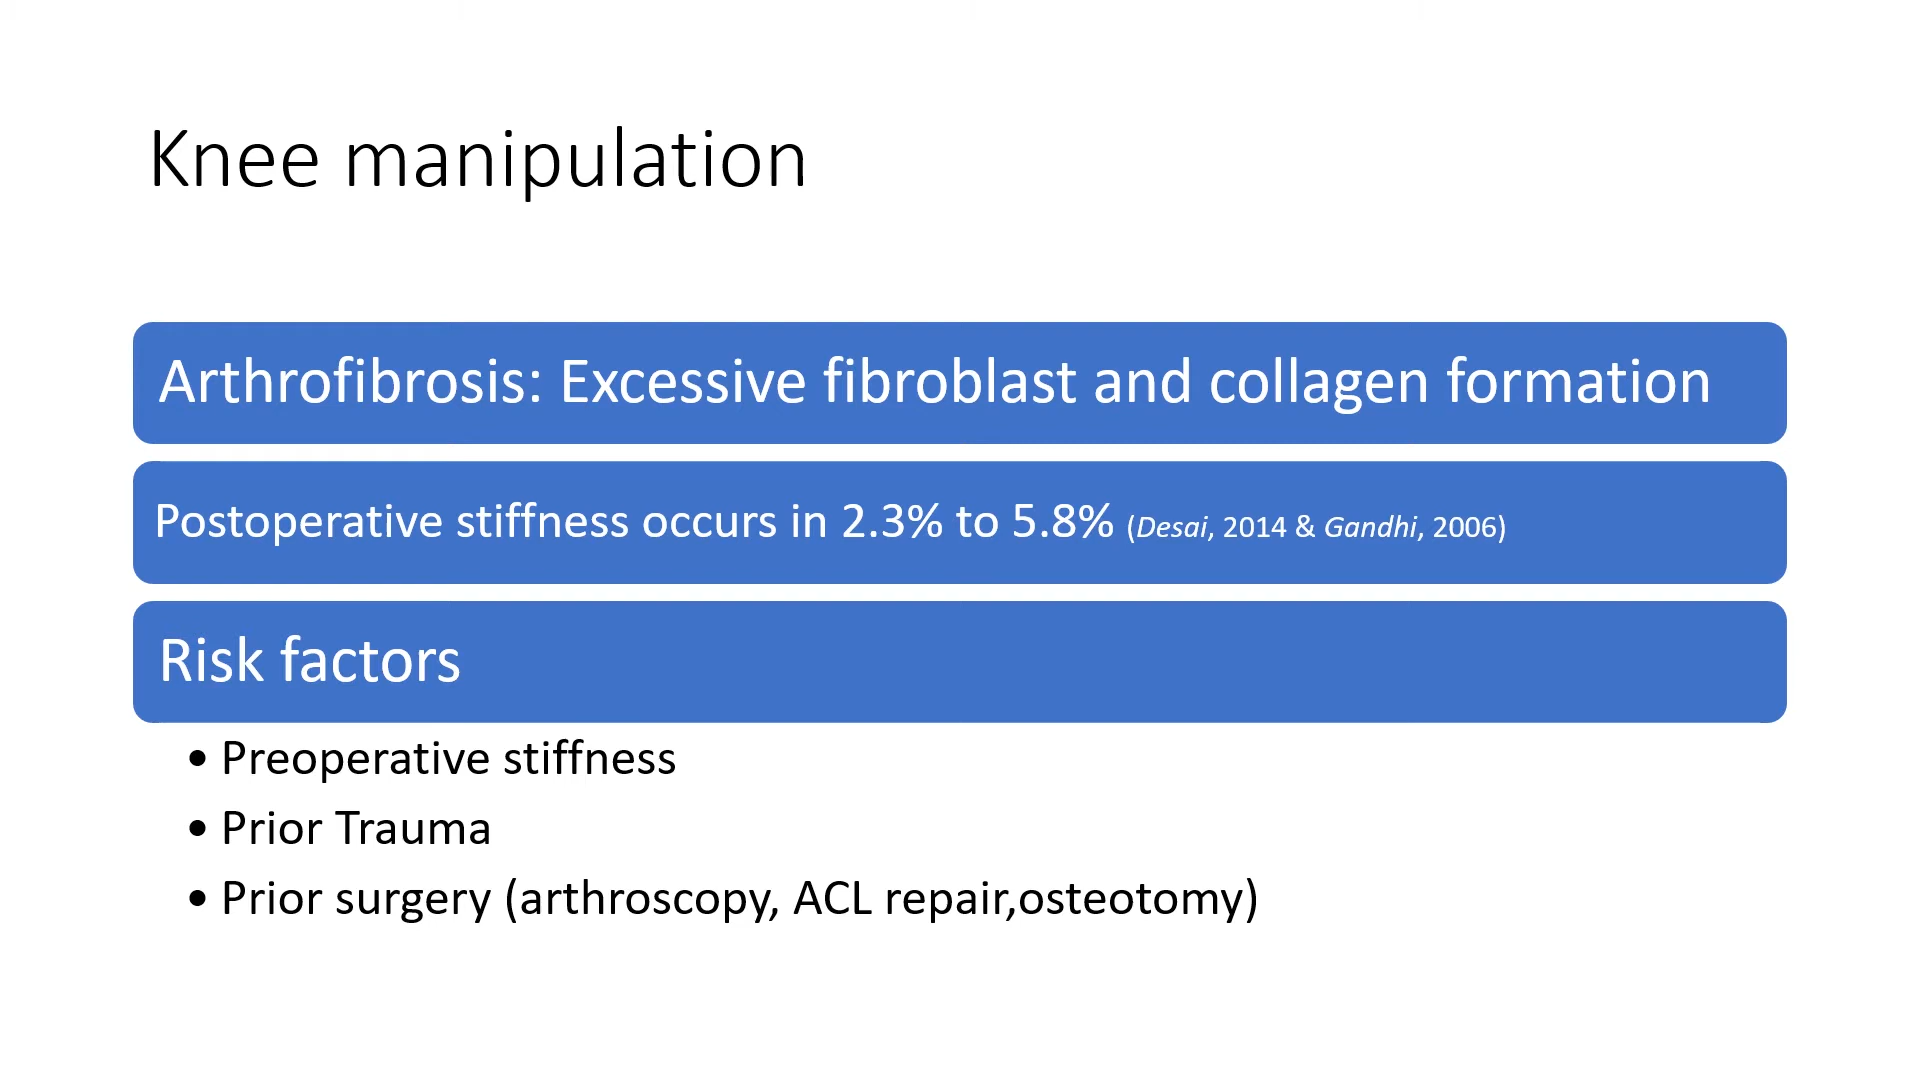 Knee manipulation
Arthrofibrosis: Excessive fibroblast and collagen formation
Postoperative stiffness occurs in 2.3% to 5.8% (Desai, 2014 & Gandhi, 2006)
Risk factors
• Preoperative stiffness
• Prior Trauma
• Prior surgery (arthroscopy, ACL repair,osteotomy)